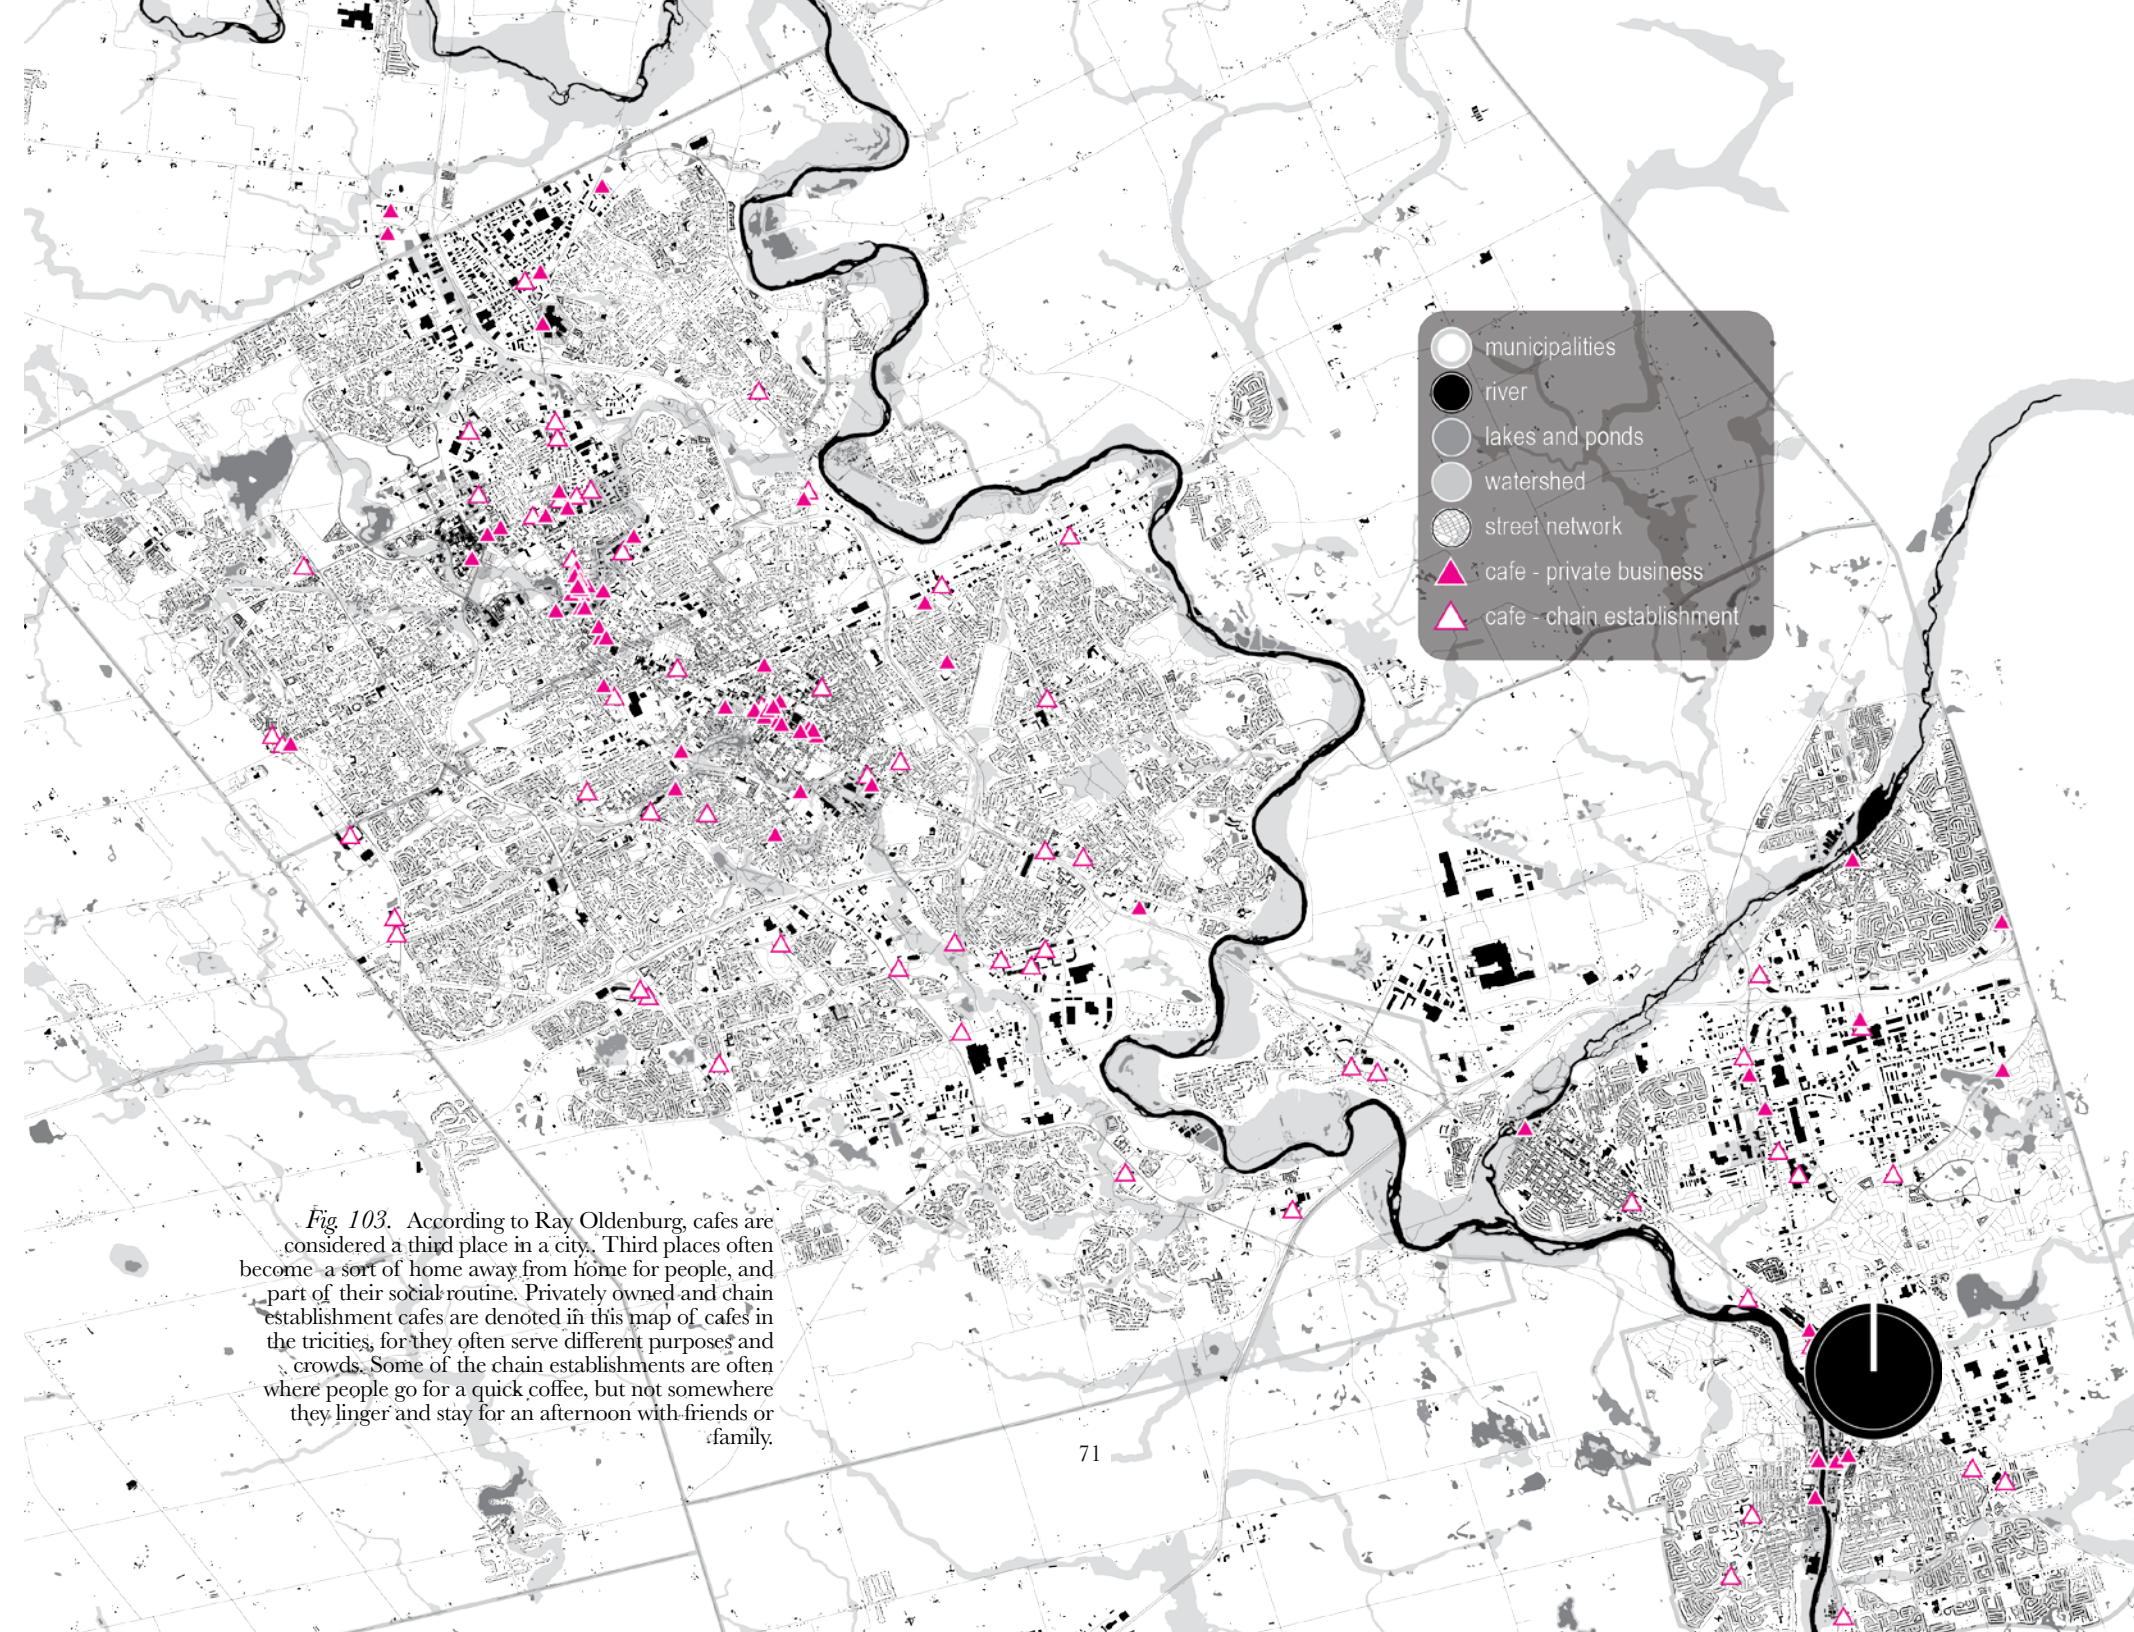 municipalities
river
lakes and ponds
watershed
street network
cafe - private business
cafe - chain establishment
Fig. 103. According to Ray Oldenburg, cafes are
considered a third place in a city.. Third places often
become a sort of home away from home for people, and
part of their social routine. Privately owned and chain
establishment cafes are denoted in this map of cafes in
the tricities, for they often serve different purposes and
crowds. Some of the chain establishments are often
where people go for a quick coffee, but not somewhere
they linger and stay for an afternoon with friends or
family.
71